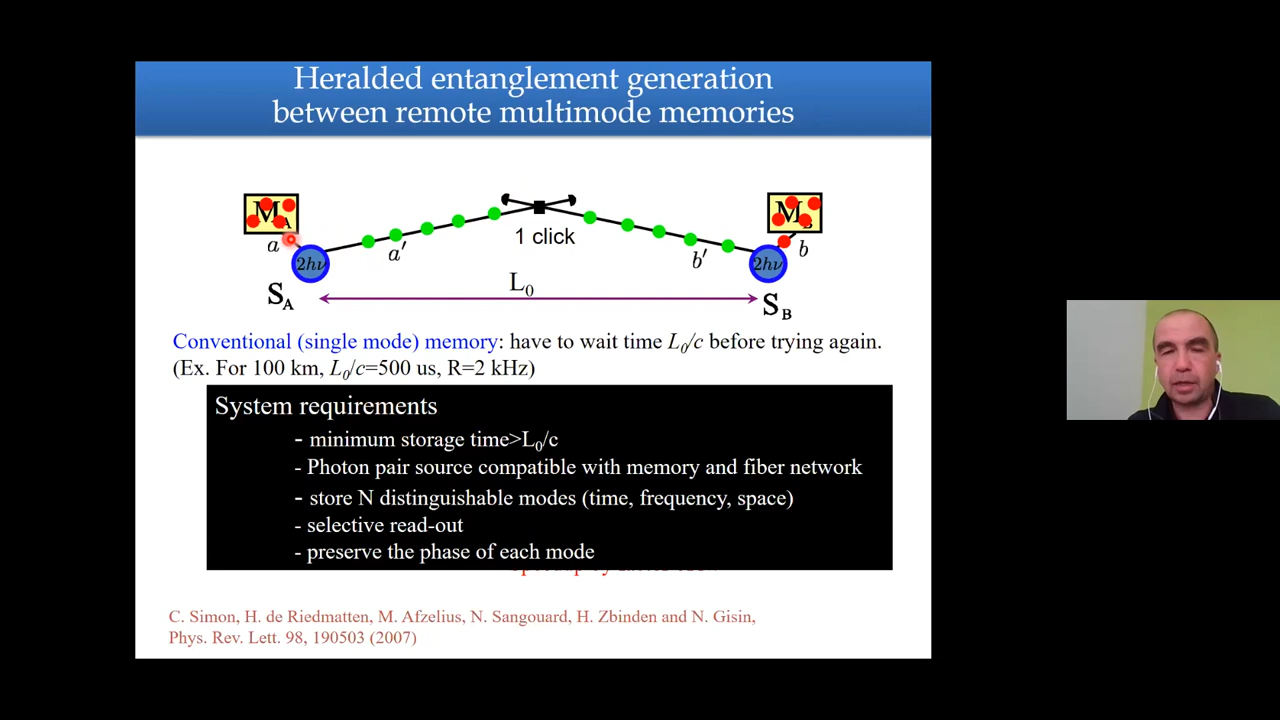 Heralded entanglement generation
between remote multimode memories
M_A
M_B
1 click
a
a'
b'
b
2hν
2hν
L₀
S_A
S_B
Conventional (single mode) memory: have to wait time L₀/c before trying again.
(Ex. For 100 km, L₀/c=500 us, R=2 kHz)
System requirements
- minimum storage time>L₀/c
- Photon pair source compatible with memory and fiber network
- store N distinguishable modes (time, frequency, space)
- selective read-out
- preserve the phase of each mode
C. Simon, H. de Riedmatten, M. Afzelius, N. Sangouard, H. Zbinden and N. Gisin,
Phys. Rev. Lett. 98, 190503 (2007)